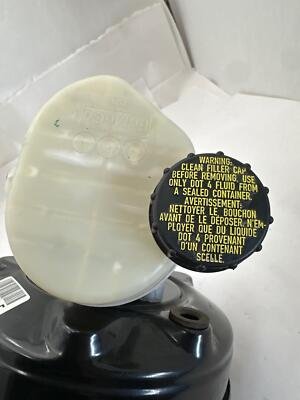 WARNING:
CLEAN FILLER CAP
BEFORE REMOVING. USE
ONLY DOT 4 FLUID FROM
A SEALED CONTAINER.
AVERTISSEMENT:
NETTOYER LE BOUCHON
AVANT DE LE DEPOSER. N'EM-
PLOYER QUE DU LIQUIDE
DOT 4 PROVENANT
D'UN CONTENANT
SCELLE.